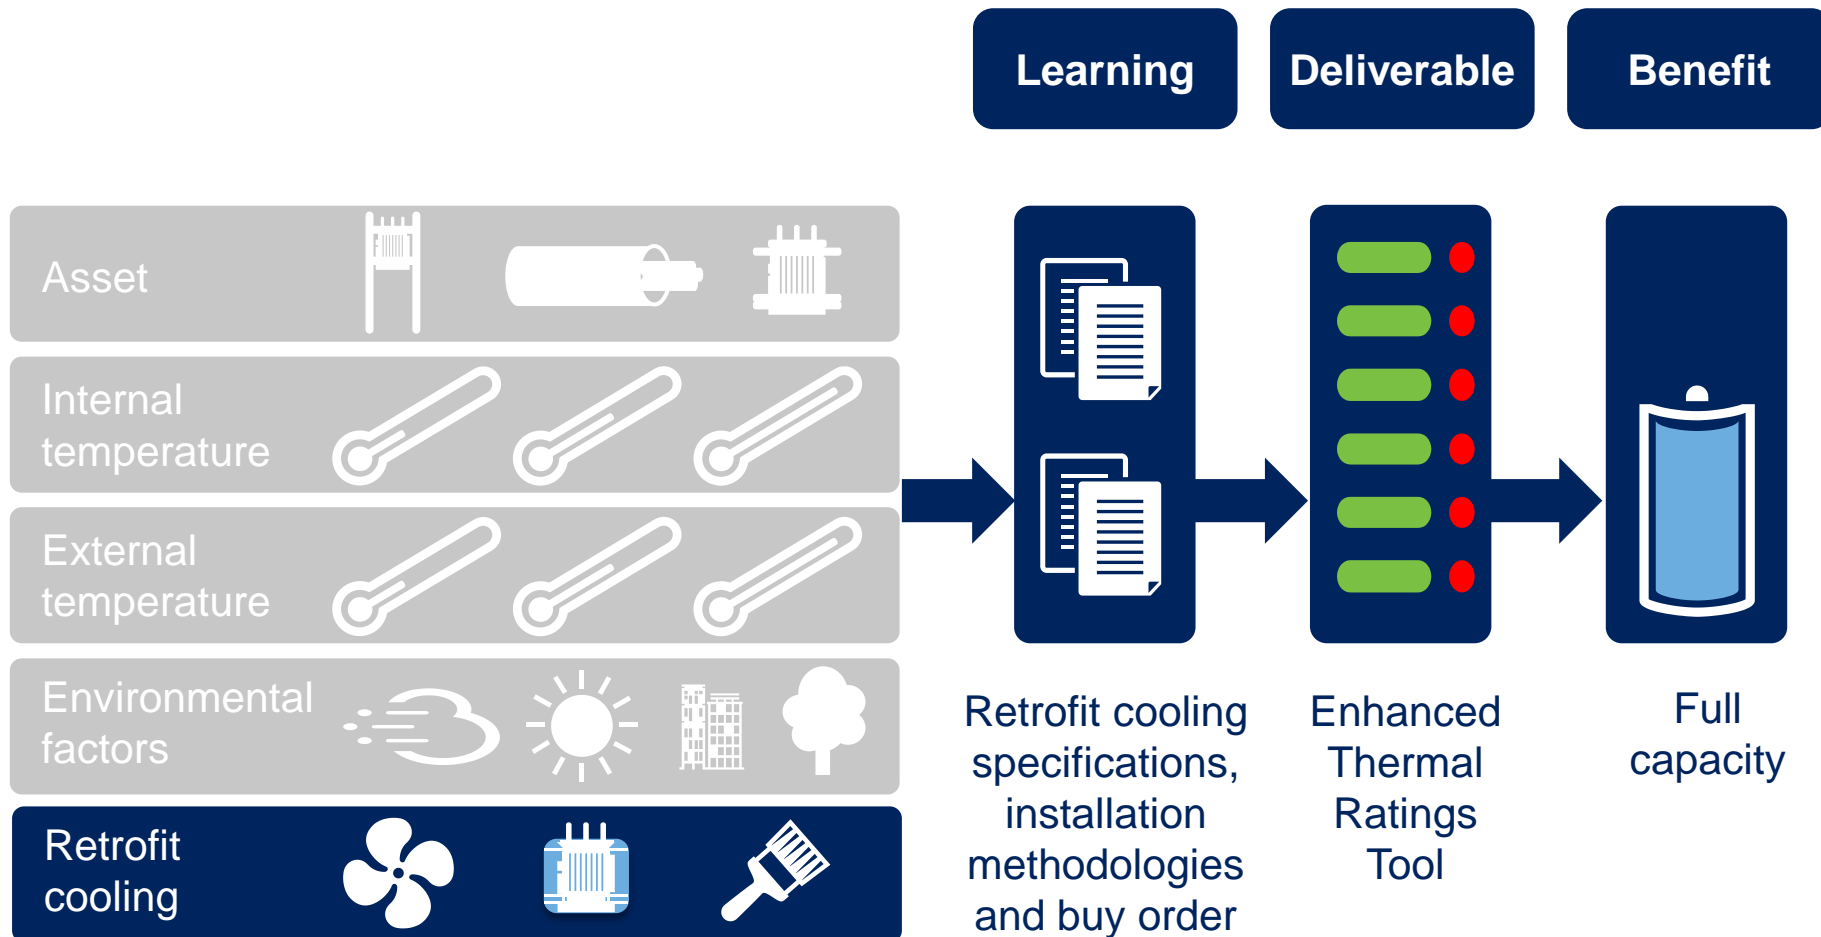 Learning
Deliverable
Benefit
Asset
Internal
temperature
External
temperature
Environmental
factors
Retrofit
cooling
Retrofit cooling
specifications,
installation
methodologies
and buy order
Enhanced
Thermal
Ratings
Tool
Full
capacity